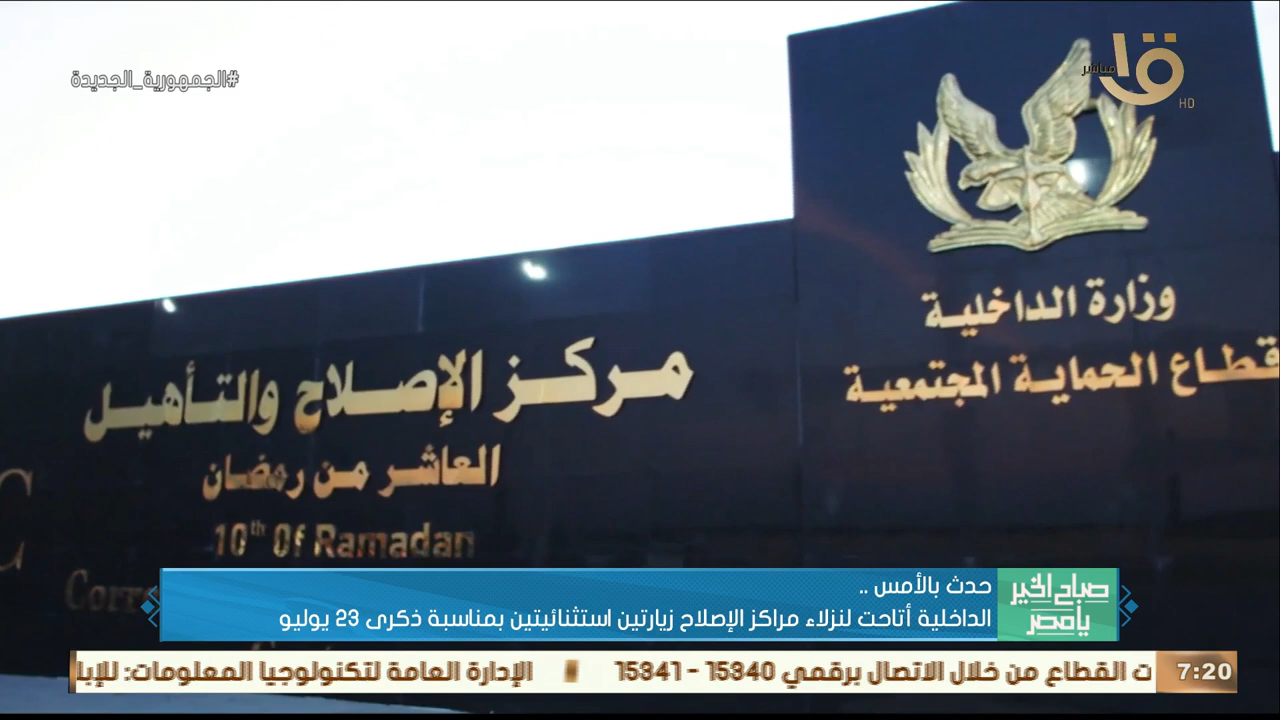 #الجمهورية_الجديدة
مباشر
HD
وزارة الداخلية
قطاع الحماية المجتمعية
مركز الإصلاح والتأهيل
العاشر من رمضان
10th Of Ramadan
صباح الخير
يا مصر
حدث بالأمس ..
الداخلية أتاحت لنزلاء مراكز الإصلاح زيارتين استثنائيتين بمناسبة ذكرى 23 يوليو
القطاع من خلال الاتصال برقمي 15340 - 15341
الإدارة العامة لتكنولوجيا المعلومات:
7:20